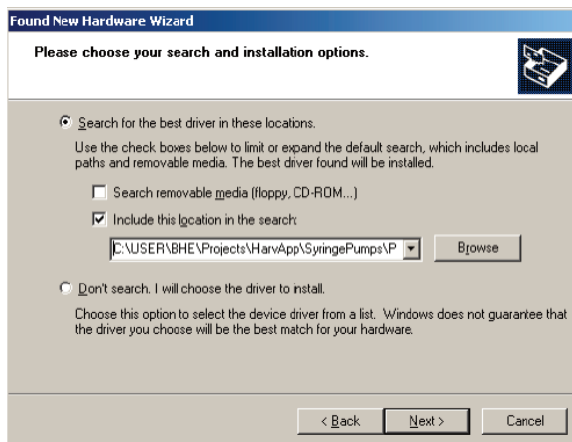 Found New Hardware Wizard
Please choose your search and installation options.
Search for the best driver in these locations.
Use the check boxes below to limit or expand the default search, which includes local
paths and removable media. The best driver found will be installed.
Search removable media (floppy, CD-ROM...)
Include this location in the search:
C:\USER\BHE\Projects\HarvApp\SyringePumps\P
Browse
Don't search. I will choose the driver to install.
Choose this option to select the device driver from a list. Windows does not guarantee that
the driver you choose will be the best match for your hardware.
< Back Next > Cancel